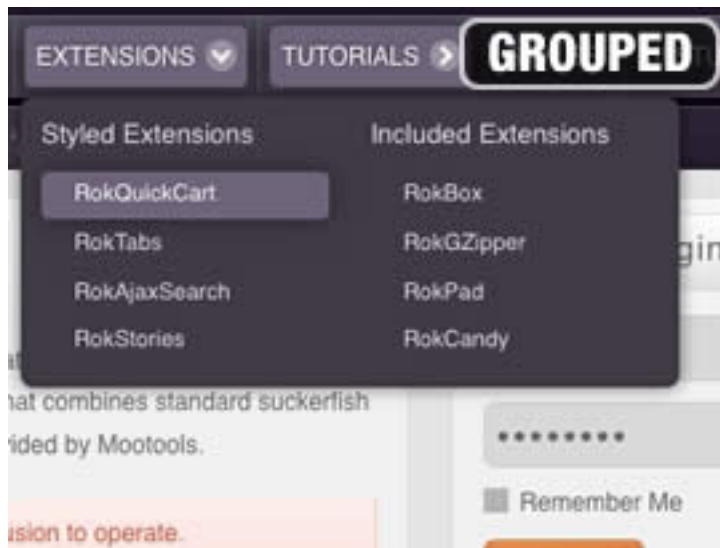 EXTENSIONS TUTORIALS GROUPED
Styled Extensions Included Extensions
RokQuickCart RokBox
RokTabs RokGZipper
RokAjaxSearch RokPad
RokStories RokCandy
that combines standard suckerfish
vided by Mootools.
Remember Me
usion to operate.